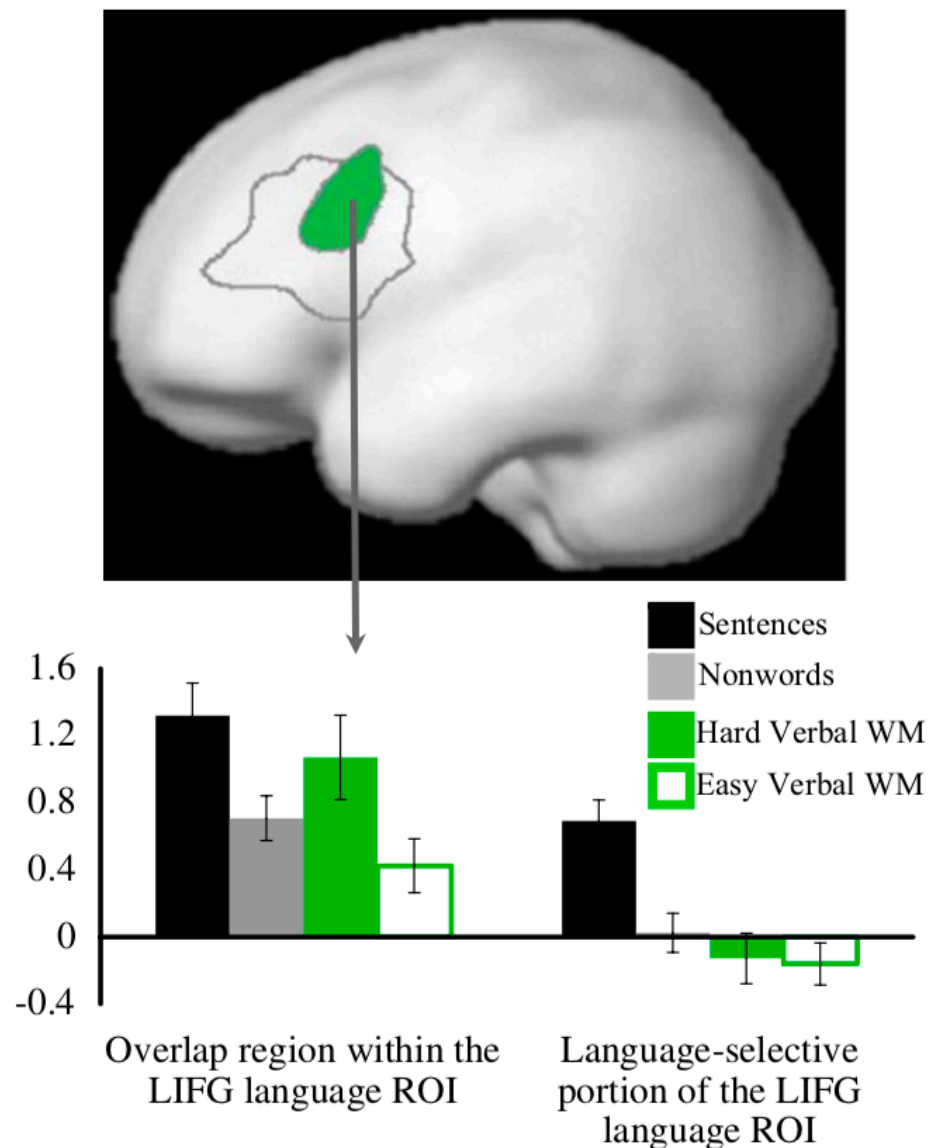 Sentences
Nonwords
Hard Verbal WM
Easy Verbal WM
1.6
1.2
0.8
0.4
0
-0.4
Overlap region within the
LIFG language ROI
Language-selective
portion of the LIFG
language ROI